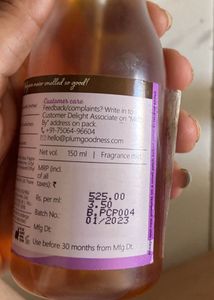 you never smelled so good!
Customer care
Feedback/complaints? Write in to
Customer Delight Associate on "Mktd
By" address on pack.
+91-75064-96604
hello@plumgoodness.com
Net vol. 150 ml | Fragrance mist
MRP (incl.
of all
taxes): ₹ 525.00
Rs. per ml: 3.50
Batch No.: B.PCP004
Mfg Dt. 01/2023
Use before 30 months from Mfg Dt.